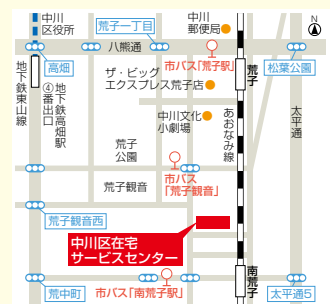 中川
区役所
荒子一丁目
中川
郵便局
N
八熊通
市バス「荒子駅」
高畑
荒子
松葉公園
ザ・ビッグ
エクスプレス荒子店
地下鉄東山線
地下鉄高畑駅
④番出口
中川文化
小劇場
あおなみ線
太平通
荒子
公園
市バス
「荒子観音」
荒子観音
荒子観音西
中川区在宅
サービスセンター
南荒子
荒中町
市バス「南荒子駅」
太平通5